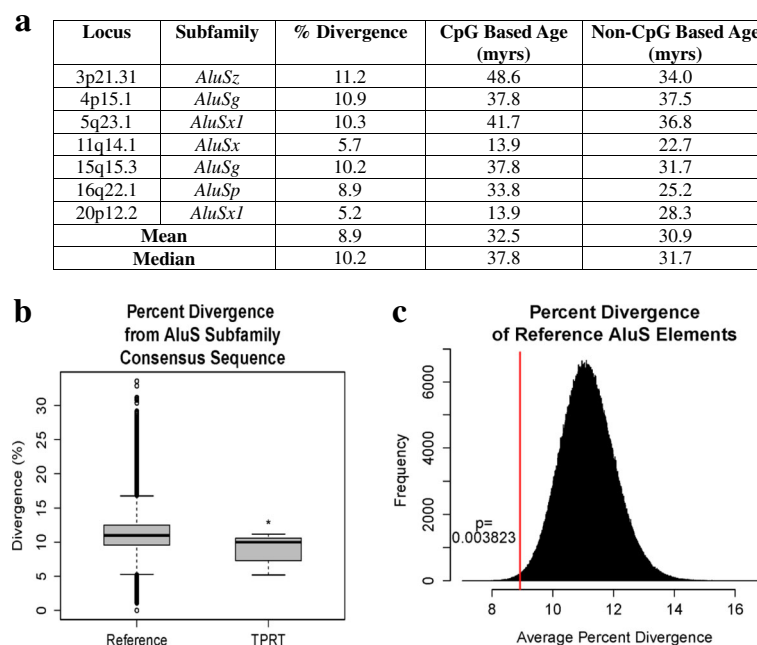 a
Locus Subfamily % Divergence CpG Based Age (myrs) Non-CpG Based Age (myrs)
3p21.31 AluSz 11.2 48.6 34.0
4p15.1 AluSg 10.9 37.8 37.5
5q23.1 AluSx1 10.3 41.7 36.8
11q14.1 AluSx 5.7 13.9 22.7
15q15.3 AluSg 10.2 37.8 31.7
16q22.1 AluSp 8.9 33.8 25.2
20p12.2 AluSx1 5.2 13.9 28.3
Mean 8.9 32.5 30.9
Median 10.2 37.8 31.7
b
Percent Divergence
from AluS Subfamily
Consensus Sequence
Divergence (%)
30
25
20
15
10
5
0
*
Reference TPRT
c
Percent Divergence
of Reference AluS Elements
Frequency
6000
4000
2000
0
p=
0.003823
8 10 12 14 16
Average Percent Divergence